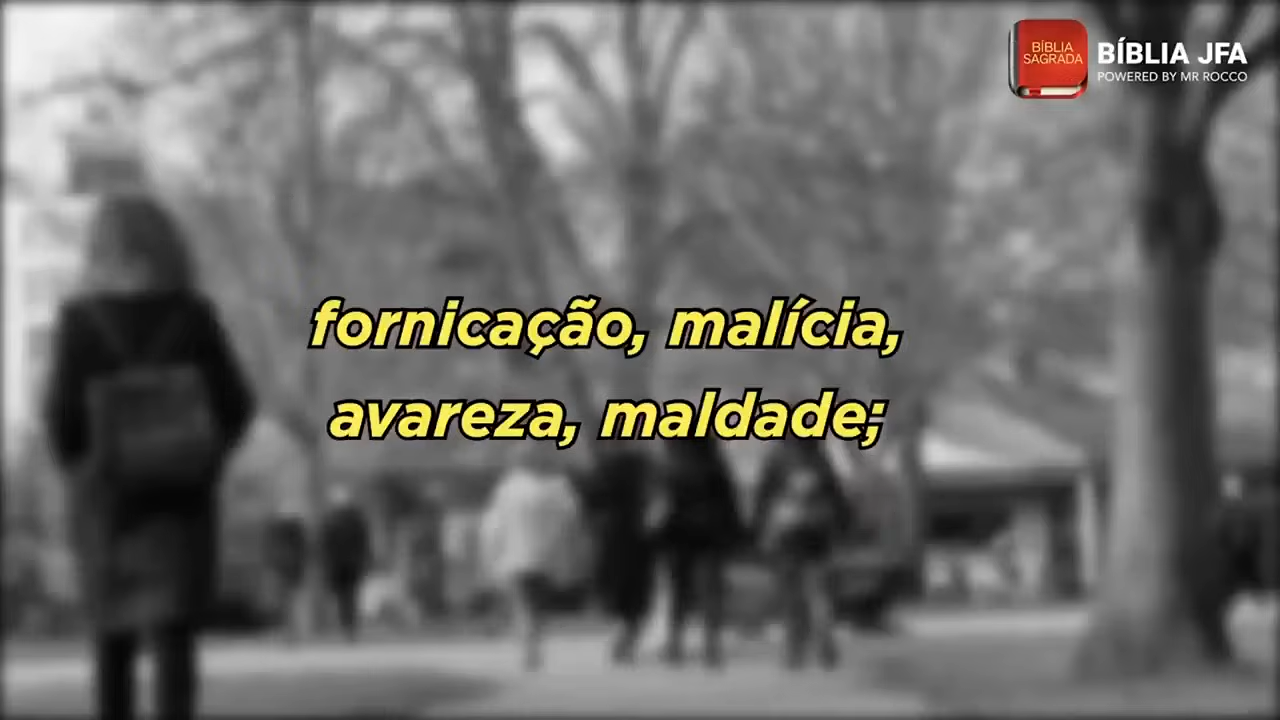 BÍBLIA
SAGRADA
BÍBLIA JFA
POWERED BY MR ROCCO
fornicação, malícia,
avareza, maldade;